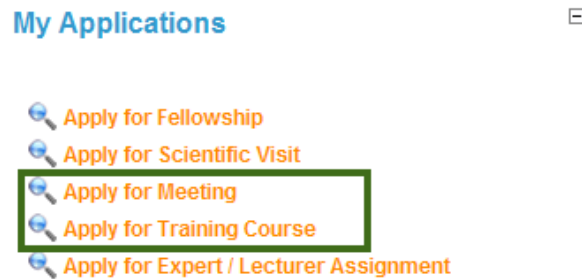 My Applications
Apply for Fellowship
Apply for Scientific Visit
Apply for Meeting
Apply for Training Course
Apply for Expert / Lecturer Assignment